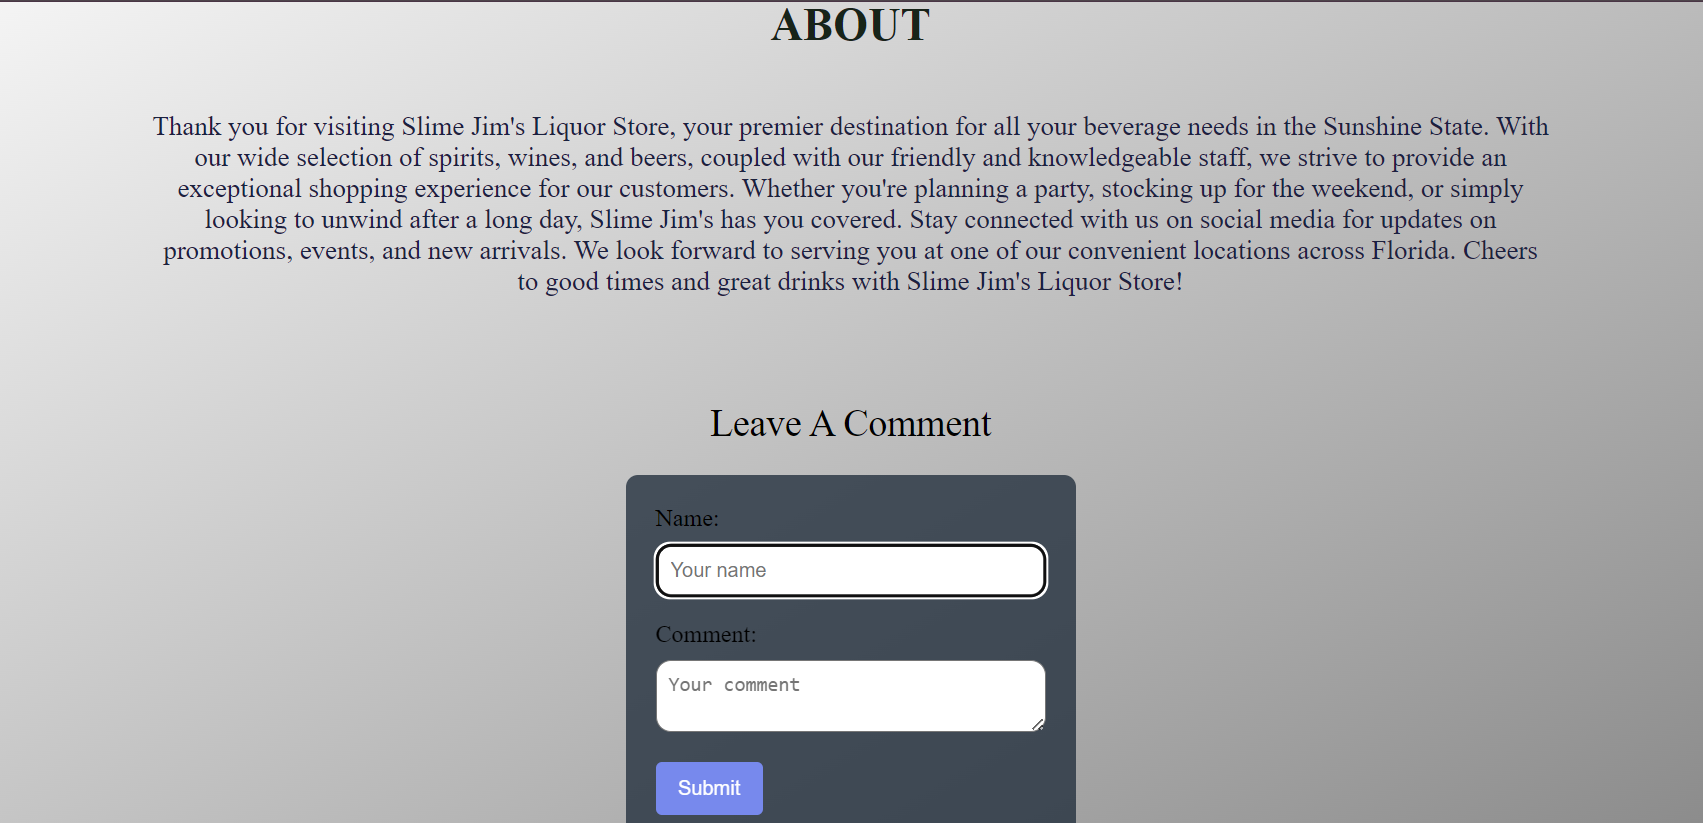 ABOUT
Thank you for visiting Slime Jim's Liquor Store, your premier destination for all your beverage needs in the Sunshine State. With
our wide selection of spirits, wines, and beers, coupled with our friendly and knowledgeable staff, we strive to provide an
exceptional shopping experience for our customers. Whether you're planning a party, stocking up for the weekend, or simply
looking to unwind after a long day, Slime Jim's has you covered. Stay connected with us on social media for updates on
promotions, events, and new arrivals. We look forward to serving you at one of our convenient locations across Florida. Cheers
to good times and great drinks with Slime Jim's Liquor Store!
Leave A Comment
Name:
Your name
Comment:
Your comment
Submit